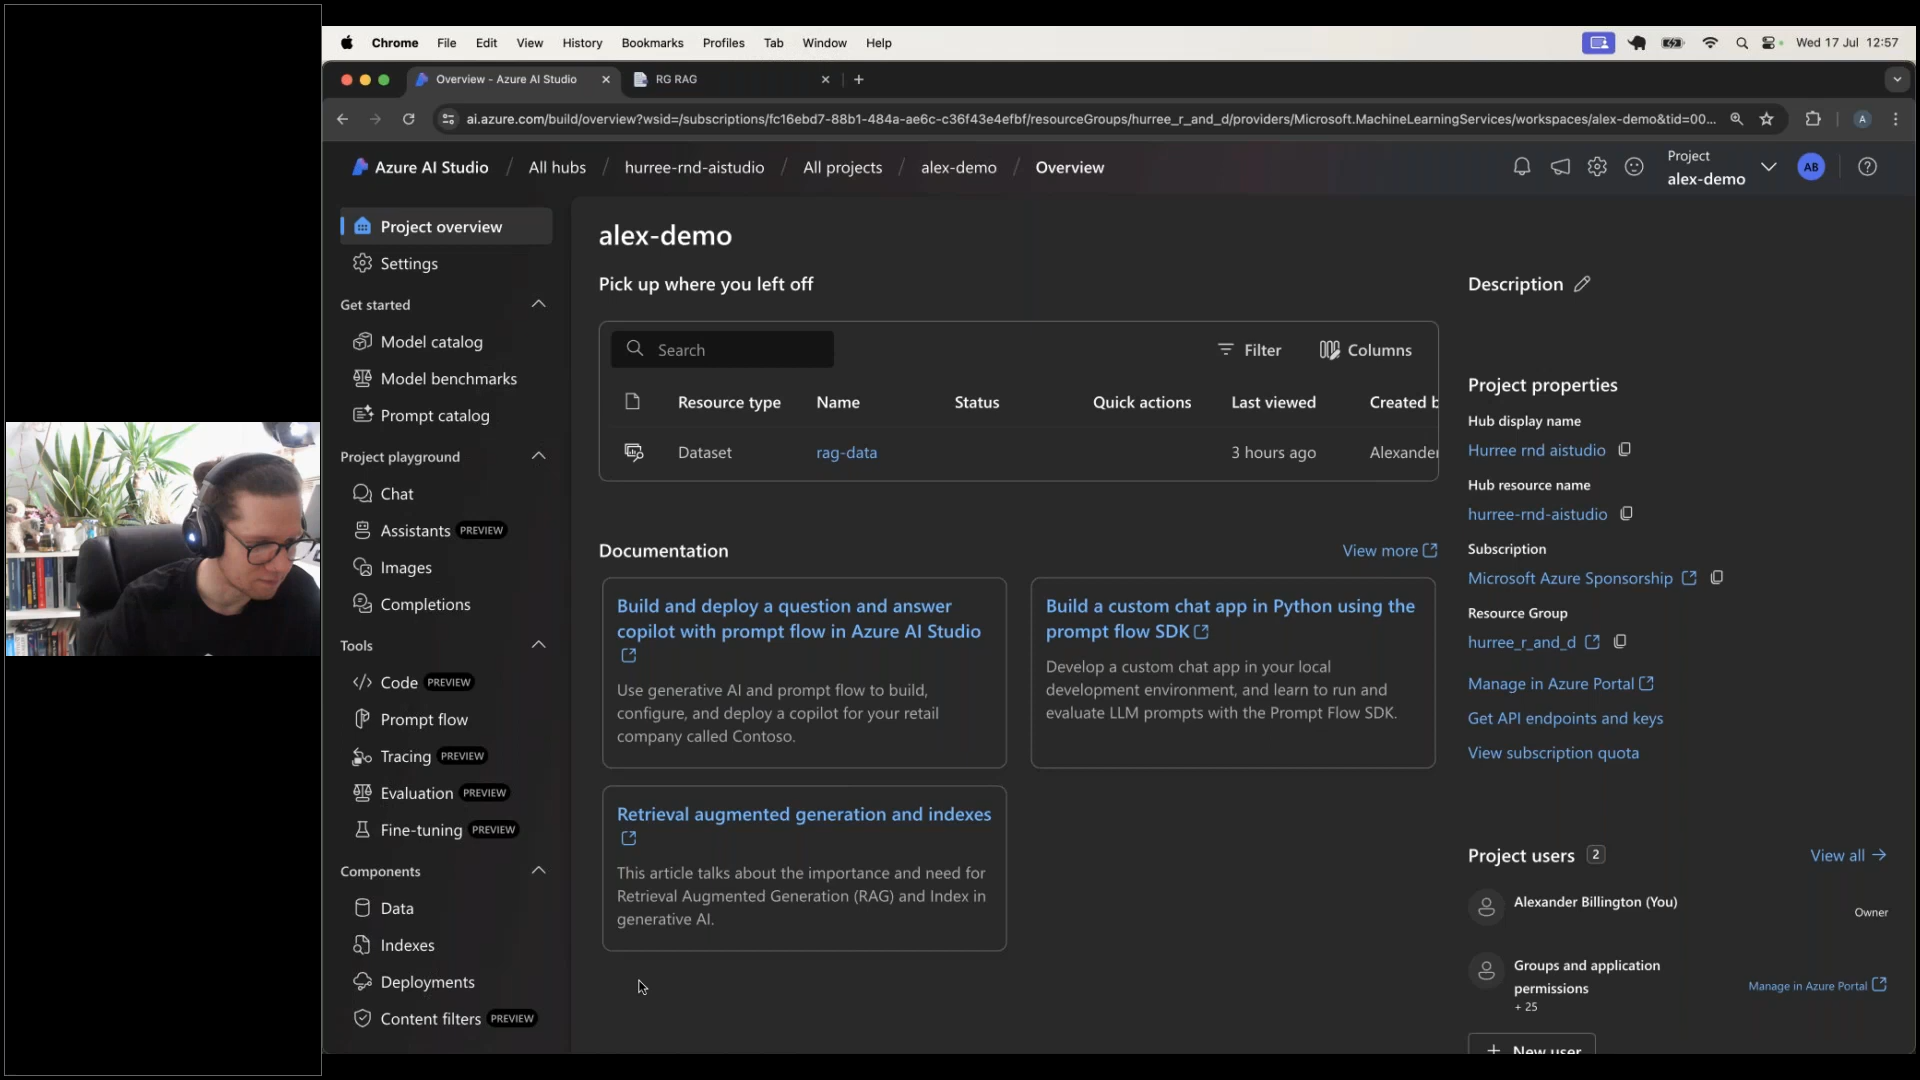 Chrome File Edit View History Bookmarks Profiles Tab Window Help Wed 17 Jul 12:57
Overview - Azure AI Studio RG RAG
ai.azure.com/build/overview?wsid=/subscriptions/fc16ebd7-88b1-484a-ae6c-c36f43e4efbf/resourceGroups/hurree_r_and_d/providers/Microsoft.MachineLearningServices/workspaces/alex-demo&tid=00... A
Azure AI Studio / All hubs / hurree-rnd-aistudio / All projects / alex-demo / Overview
Project
alex-demo
AB
Project overview
Settings
Get started
Model catalog
Model benchmarks
Prompt catalog
Project playground
Chat
Assistants PREVIEW
Images
Completions
Tools
Code PREVIEW
Prompt flow
Tracing PREVIEW
Evaluation PREVIEW
Fine-tuning PREVIEW
Components
Data
Indexes
Deployments
Content filters PREVIEW
alex-demo
Pick up where you left off
Search
Filter Columns
Resource type Name Status Quick actions Last viewed Created b
Dataset rag-data 3 hours ago Alexander
Documentation
View more
Build and deploy a question and answer
copilot with prompt flow in Azure AI Studio
Use generative AI and prompt flow to build,
configure, and deploy a copilot for your retail
company called Contoso.
Build a custom chat app in Python using the
prompt flow SDK
Develop a custom chat app in your local
development environment, and learn to run and
evaluate LLM prompts with the Prompt Flow SDK.
Retrieval augmented generation and indexes
This article talks about the importance and need for
Retrieval Augmented Generation (RAG) and Index in
generative AI.
Description
Project properties
Hub display name
Hurree rnd aistudio
Hub resource name
hurree-rnd-aistudio
Subscription
Microsoft Azure Sponsorship
Resource Group
hurree_r_and_d
Manage in Azure Portal
Get API endpoints and keys
View subscription quota
Project users 2
View all
Alexander Billington (You)
Owner
Groups and application
permissions
+ 25
Manage in Azure Portal
New user